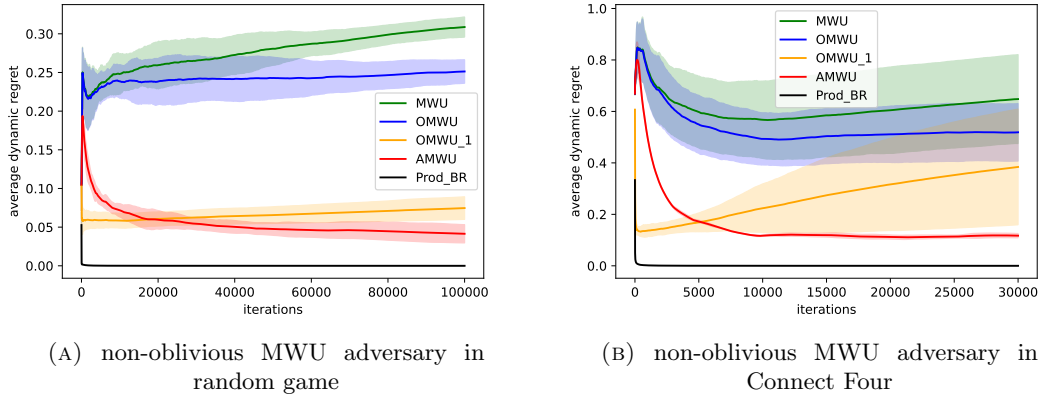 average dynamic regret
0.30
0.25
0.20
0.15
0.10
0.05
0.00
0
20000
40000
60000
80000
100000
iterations
MWU
OMWU
OMWU_1
AMWU
Prod_BR
(A) non-oblivious MWU adversary in
random game
average dynamic regret
1.0
0.8
0.6
0.4
0.2
0.0
0
5000
10000
15000
20000
25000
30000
iterations
MWU
OMWU
OMWU_1
AMWU
Prod_BR
(B) non-oblivious MWU adversary in
Connect Four